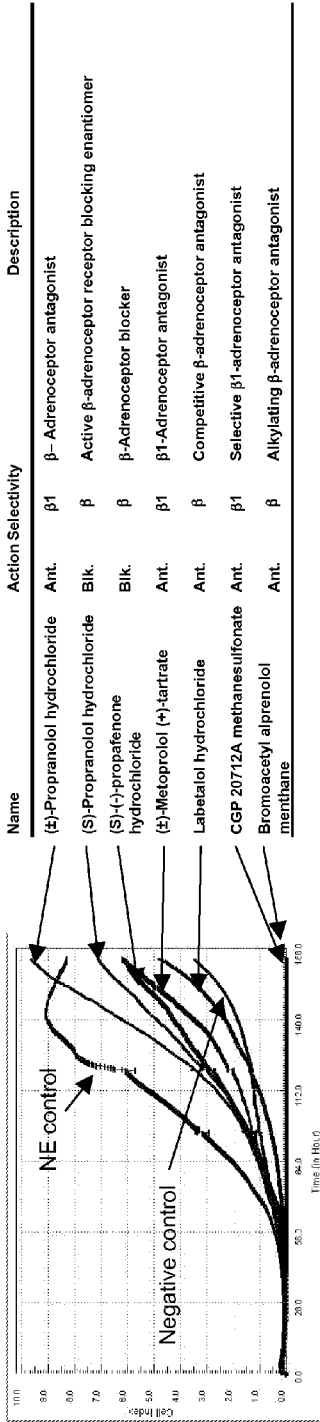 Name Action Selectivity Description
(±)-Propranolol hydrochloride Ant. β1 β– Adrenoceptor antagonist
(S)-Propranolol hydrochloride Blk. β Active β-adrenoceptor receptor blocking enantiomer
(S)-(-)-propafenone
hydrochloride Blk. β β-Adrenoceptor blocker
(±)-Metoprolol (+)-tartrate Ant. β1 β1-Adrenoceptor antagonist
Labetalol hydrochloride Ant. β Competitive β-adrenoceptor antagonist
CGP 20712A methanesulfonate Ant. β1 Selective β1-adrenoceptor antagonist
Bromoacetyl alprenolol
menthane Ant. β Alkylating β-adrenoceptor antagonist
NE control
Negative control
Cell Index
10.0
9.0
8.0
7.0
6.0
5.0
4.0
3.0
2.0
1.0
0.0
0.0 28.0 56.0 84.0 112.0 140.0 168.0
Time (in Hour)